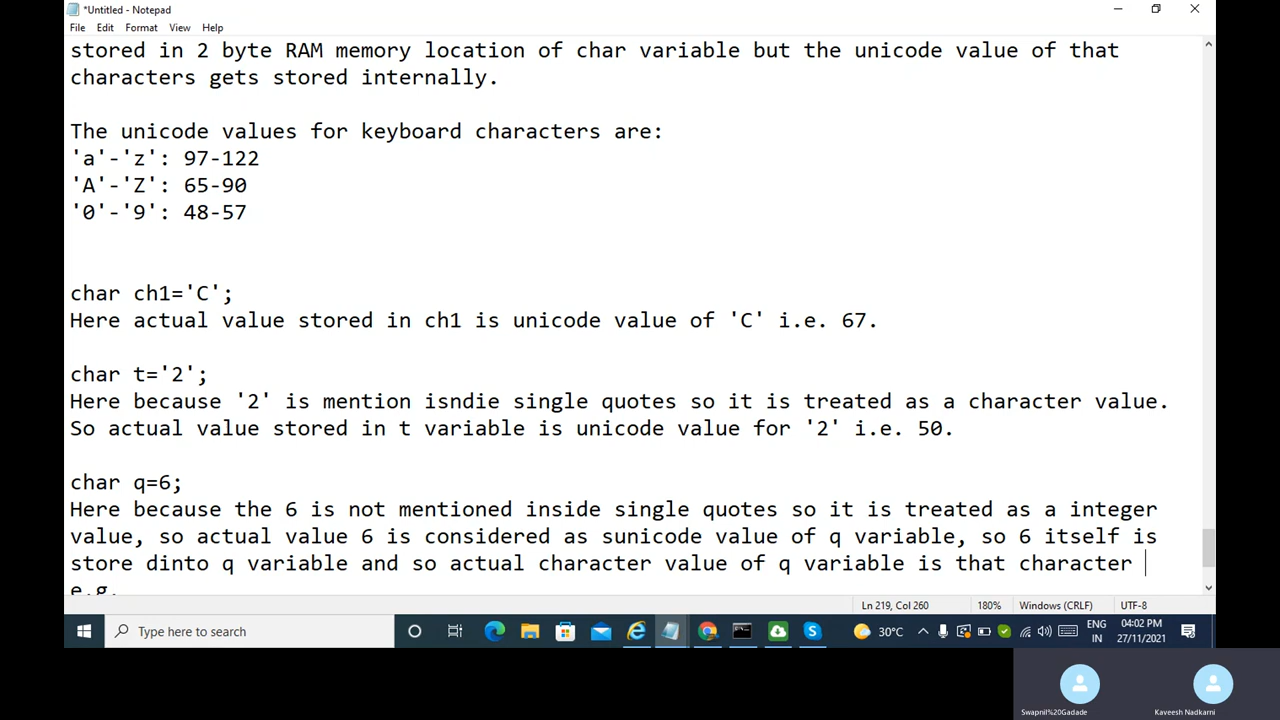 *Untitled - Notepad
File Edit Format View Help
stored in 2 byte RAM memory location of char variable but the unicode value of that
characters gets stored internally.
The unicode values for keyboard characters are:
'a'-'z': 97-122
'A'-'Z': 65-90
'0'-'9': 48-57
char ch1='C';
Here actual value stored in ch1 is unicode value of 'C' i.e. 67.
char t='2';
Here because '2' is mention isndie single quotes so it is treated as a character value.
So actual value stored in t variable is unicode value for '2' i.e. 50.
char q=6;
Here because the 6 is not mentioned inside single quotes so it is treated as a integer
value, so actual value 6 is considered as sunicode value of q variable, so 6 itself is
store dinto q variable and so actual character value of q variable is that character
e.g.
Ln 219, Col 260 180% Windows (CRLF) UTF-8
Type here to search
30°C
ENG
IN
04:02 PM
27/11/2021
Swapnil%20Gadade
Kaveesh Nadkarni